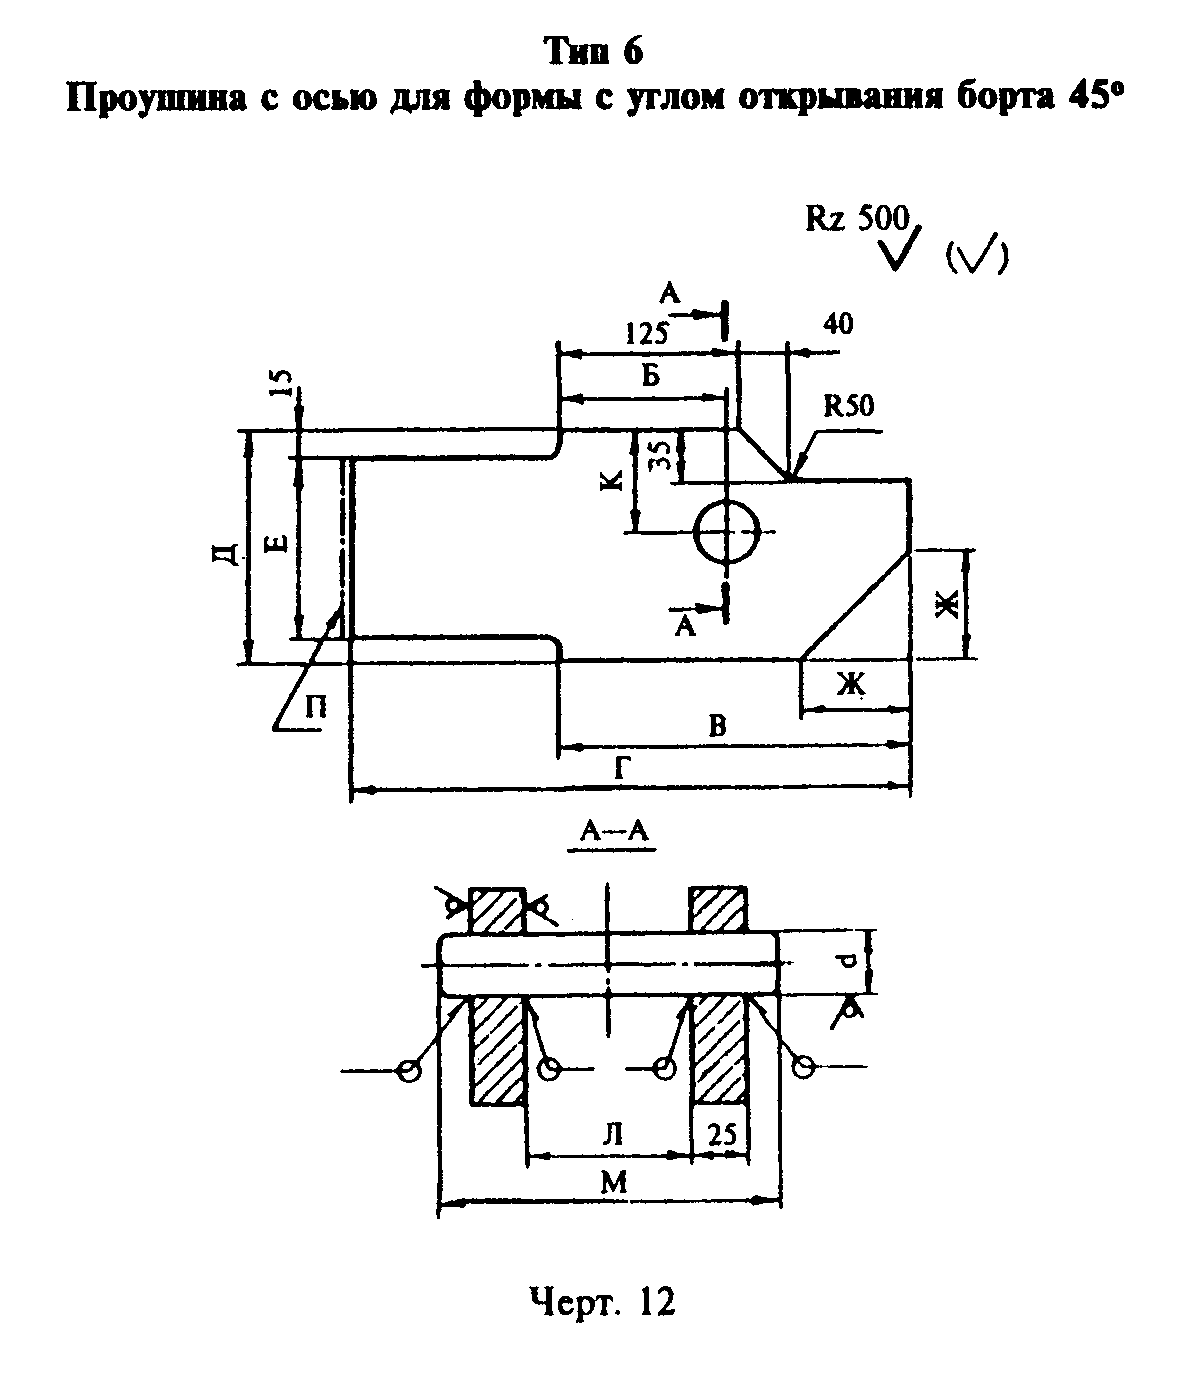 Тип 6
Проушина с осью для формы с углом открывания борта 45°
Rz 500
(√)
А
125
40
Б
15
R50
К
35
Д
Е
А
Ж
П
Ж
В
Г
А—А
d
Л
25
М
Черт. 12